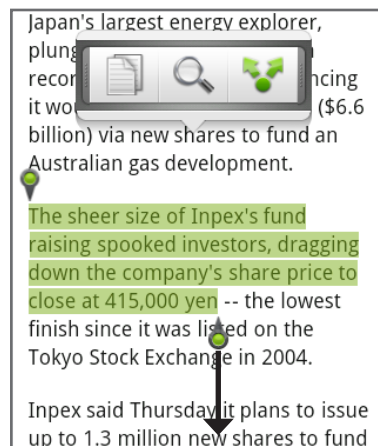 Japan's largest energy explorer,
plung
recor ncing
it wou ($6.6
billion) via new shares to fund an
Australian gas development.
The sheer size of Inpex's fund
raising spooked investors, dragging
down the company's share price to
close at 415,000 yen -- the lowest
finish since it was listed on the
Tokyo Stock Exchange in 2004.
Inpex said Thursday it plans to issue
up to 1.3 million new shares to fund